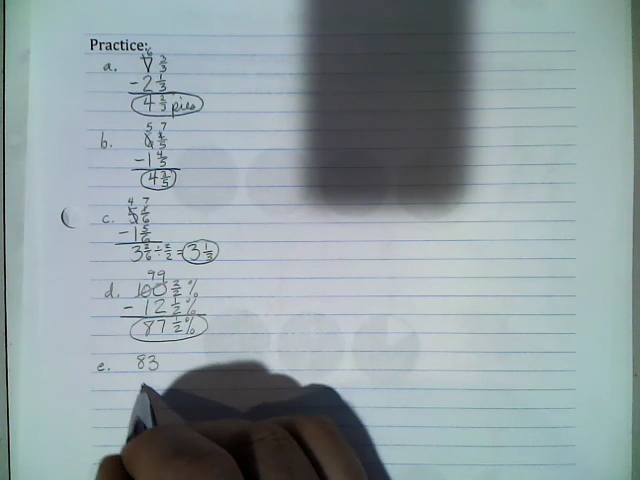 Practice:
6
a. 7 3/3
- 2 1/3
4 2/3 pies
5 7
b. 6 2/5
- 1 4/5
4 3/5
4 7
c. 5 1/6
- 1 5/6
3 2/6 ÷ 2/2 = 3 1/3
99
d. 100 2/2 %
- 12 1/2 %
87 1/2 %
e. 83